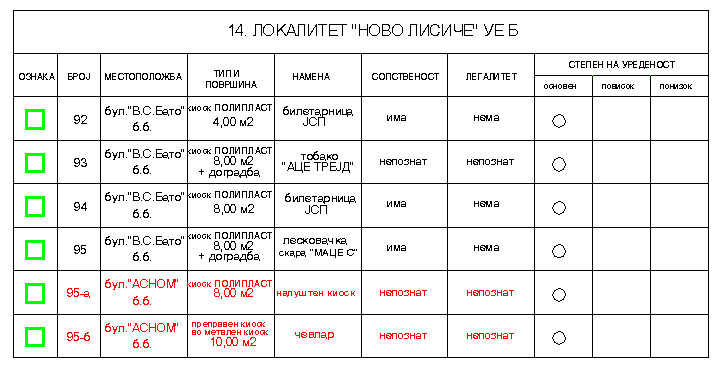 14. ЛОКАЛИТЕТ "НОВО ЛИСИЧЕ" УЕ Б
ОЗНАКА БРОЈ МЕСТОПОЛОЖБА ТИП И ПОВРШИНА НАМЕНА СОПСТВЕНОСТ ЛЕГАЛИТЕТ СТЕПЕН НА УРЕДЕНОСТ
основен повисок понизок
92 бул."В.С.Бато" б.б. киоск ПОЛИПЛАСТ 4,00 м2 билетарница ЈСП има нема
93 бул."В.С.Бато" б.б. киоск ПОЛИПЛАСТ 8,00 м2 + доградба тобако "АЦЕ ТРЕЈД" непознат непознат
94 бул."В.С.Бато" б.б. киоск ПОЛИПЛАСТ 8,00 м2 билетарница ЈСП има нема
95 бул."В.С.Бато" б.б. киоск ПОЛИПЛАСТ 8,00 м2 + доградба лесковачка скара "МАЦЕ С" има нема
95-а бул."АСНОМ" б.б. киоск ПОЛИПЛАСТ 8,00 м2 напуштен киоск непознат непознат
95-б бул."АСНОМ" б.б. преправен киоск во метален киоск 10,00 м2 чевлар непознат непознат